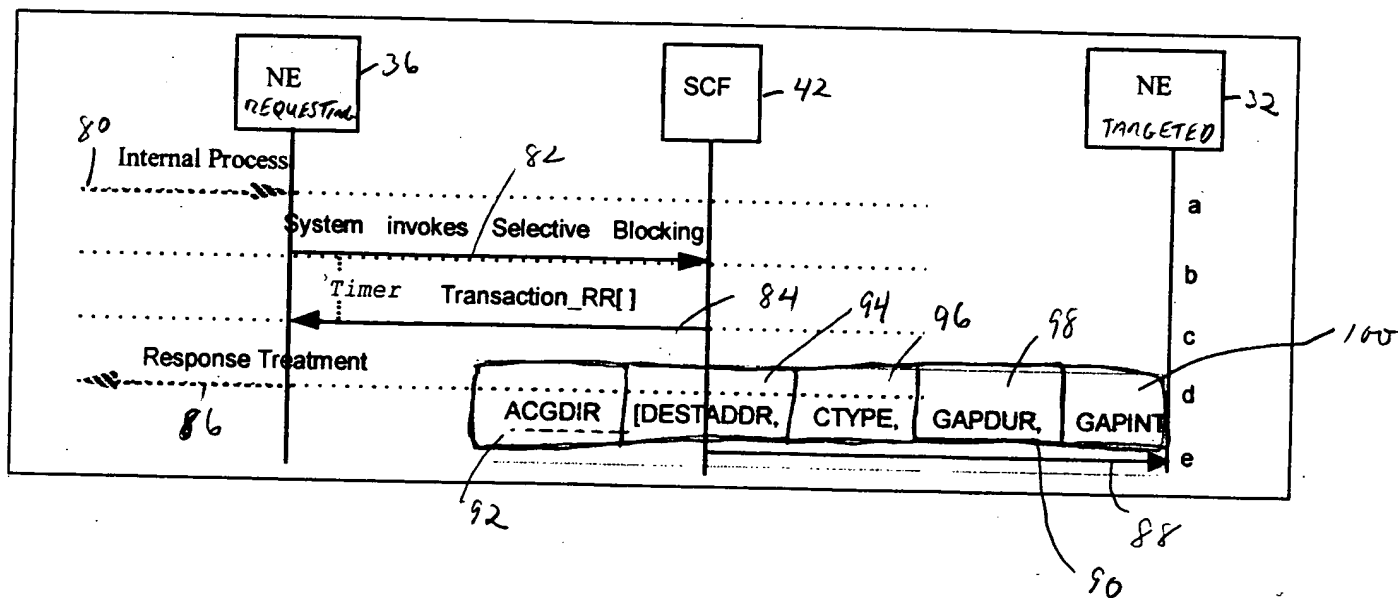 NE
REQUESTING
36
SCF
42
NE
TARGETED
32
80
Internal Process
82
a
System invokes Selective Blocking
b
Timer Transaction_RR[ ]
84
94
96
98
100
c
Response Treatment
86
d
ACGDIR [DESTADDR, CTYPE, GAPDUR, GAPINT
e
92
88
90